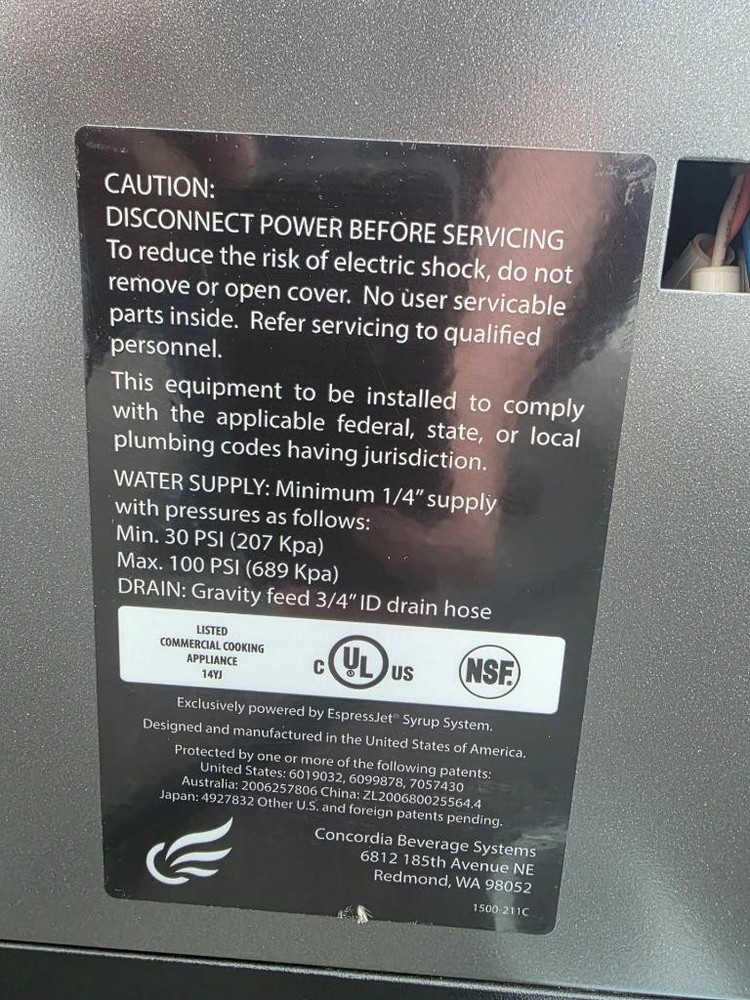 CAUTION:
DISCONNECT POWER BEFORE SERVICING
To reduce the risk of electric shock, do not
remove or open cover. No user servicable
parts inside. Refer servicing to qualified
personnel.
This equipment to be installed to comply
with the applicable federal, state, or local
plumbing codes having jurisdiction.
WATER SUPPLY: Minimum 1/4" supply
with pressures as follows:
Min. 30 PSI (207 Kpa)
Max. 100 PSI (689 Kpa)
DRAIN: Gravity feed 3/4" ID drain hose
LISTED
COMMERCIAL COOKING
APPLIANCE
14YJ
C UL US
NSF.
Exclusively powered by EspressJet® Syrup System.
Designed and manufactured in the United States of America.
Protected by one or more of the following patents:
United States: 6019032, 6099878, 7057430
Australia: 2006257806 China: ZL200680025564.4
Japan: 4927832 Other U.S. and foreign patents pending.
Concordia Beverage Systems
6812 185th Avenue NE
Redmond, WA 98052
1500-211C